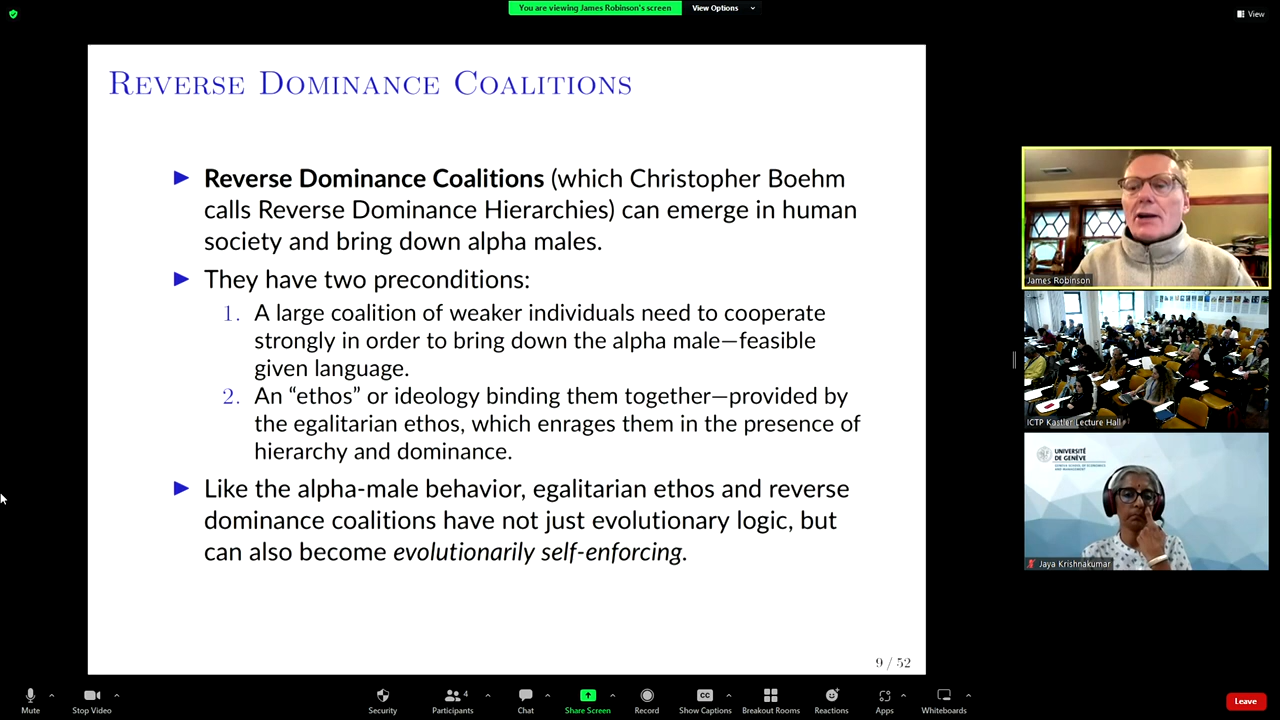 You are viewing James Robinson's screen
View Options
View
REVERSE DOMINANCE COALITIONS
Reverse Dominance Coalitions (which Christopher Boehm
calls Reverse Dominance Hierarchies) can emerge in human
society and bring down alpha males.
They have two preconditions:
1. A large coalition of weaker individuals need to cooperate
strongly in order to bring down the alpha male—feasible
given language.
2. An “ethos” or ideology binding them together—provided by
the egalitarian ethos, which enrages them in the presence of
hierarchy and dominance.
Like the alpha-male behavior, egalitarian ethos and reverse
dominance coalitions have not just evolutionary logic, but
can also become evolutionarily self-enforcing.
9 / 52
James Robinson
ICTP Kastler Lecture Hall
UNIVERSITÉ
DE GENÈVE
Jaya Krishnakumar
Mute
Stop Video
Security
Participants
4
Chat
Share Screen
Record
CC
Show Captions
Breakout Rooms
Reactions
Apps
Whiteboards
Leave